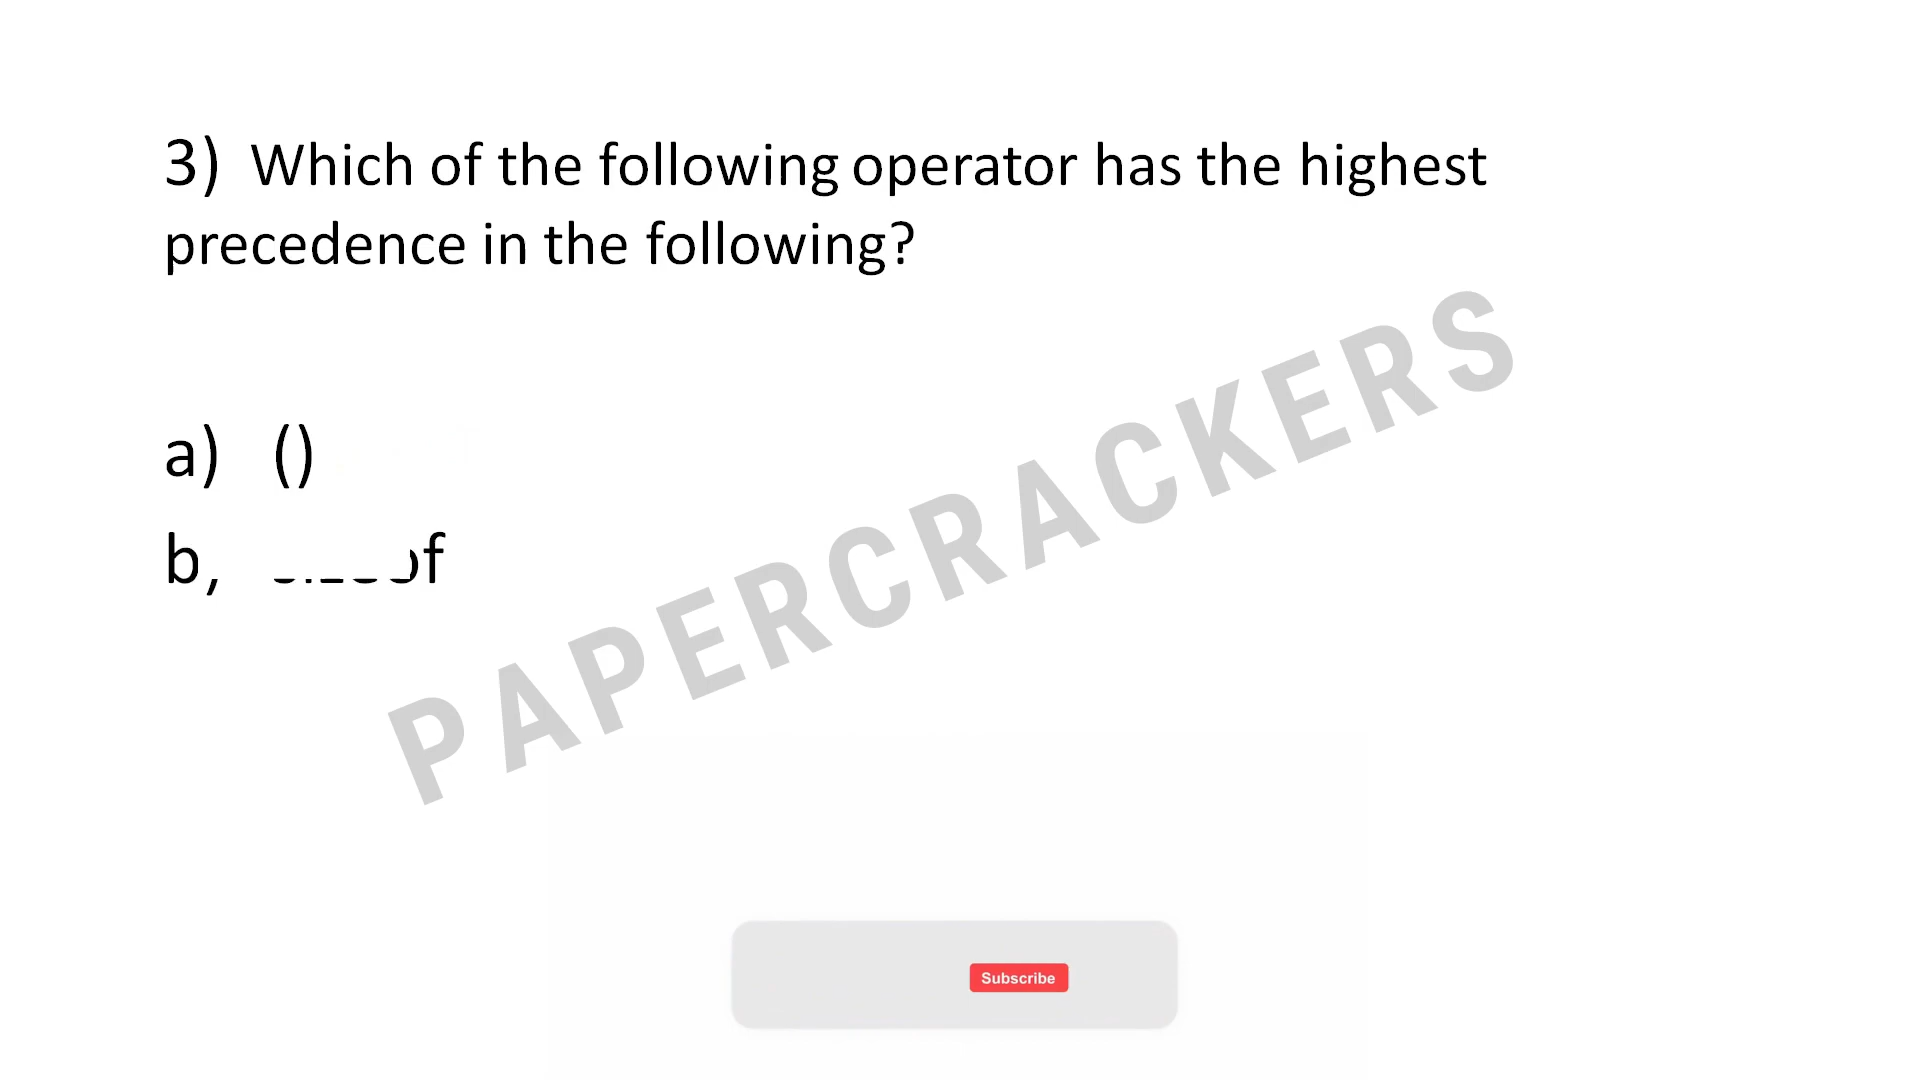 3) Which of the following operator has the highest
precedence in the following?
a) ()
b,
PAPERCRACKERS
Subscribe